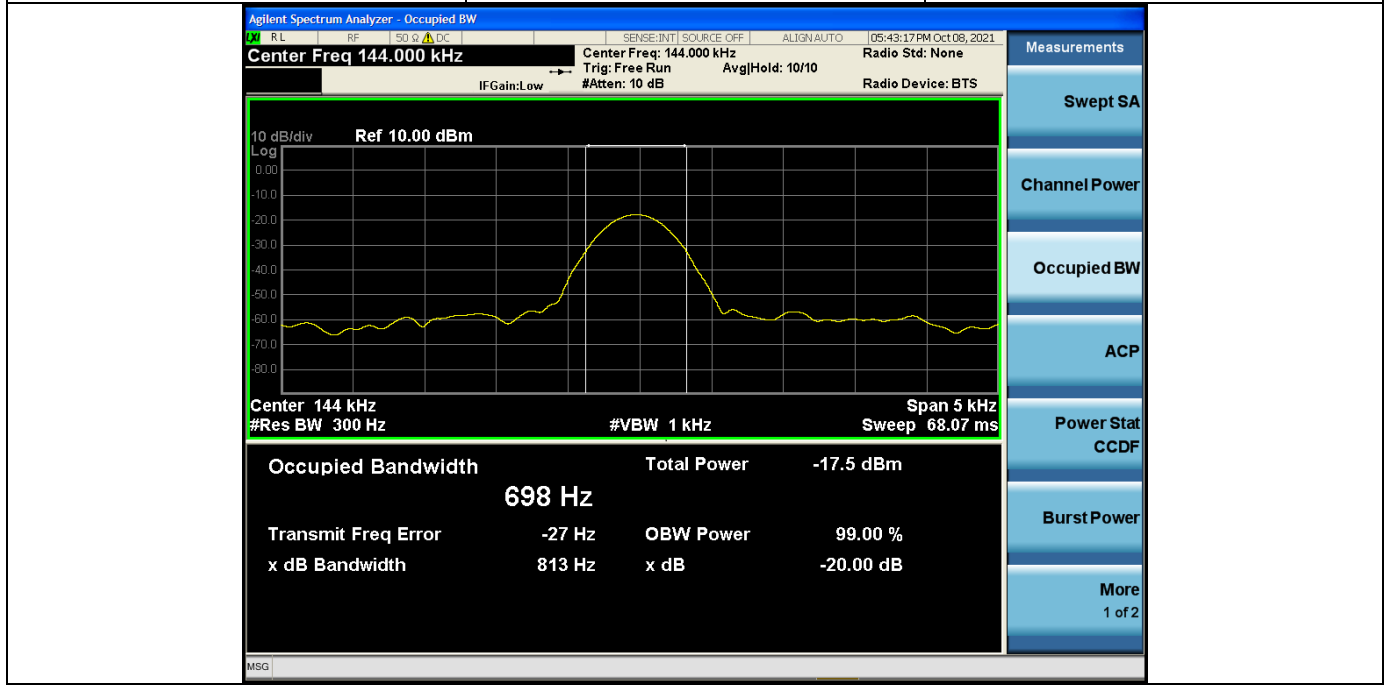 Agilent Spectrum Analyzer - Occupied BW
LXI RL RF 50 Ω ⚠ DC SENSE:INT SOURCE OFF ALIGN AUTO 05:43:17 PM Oct 08, 2021
Center Freq 144.000 kHz
Center Freq: 144.000 kHz Radio Std: None
Trig: Free Run Avg|Hold: 10/10
IFGain:Low #Atten: 10 dB Radio Device: BTS
10 dB/div Ref 10.00 dBm
Log
0.00
-10.0
-20.0
-30.0
-40.0
-50.0
-60.0
-70.0
-80.0
Center 144 kHz Span 5 kHz
#Res BW 300 Hz #VBW 1 kHz Sweep 68.07 ms
Occupied Bandwidth Total Power -17.5 dBm
698 Hz
Transmit Freq Error -27 Hz OBW Power 99.00 %
x dB Bandwidth 813 Hz x dB -20.00 dB
MSG
Measurements
Swept SA
Channel Power
Occupied BW
ACP
Power Stat
CCDF
Burst Power
More
1 of 2